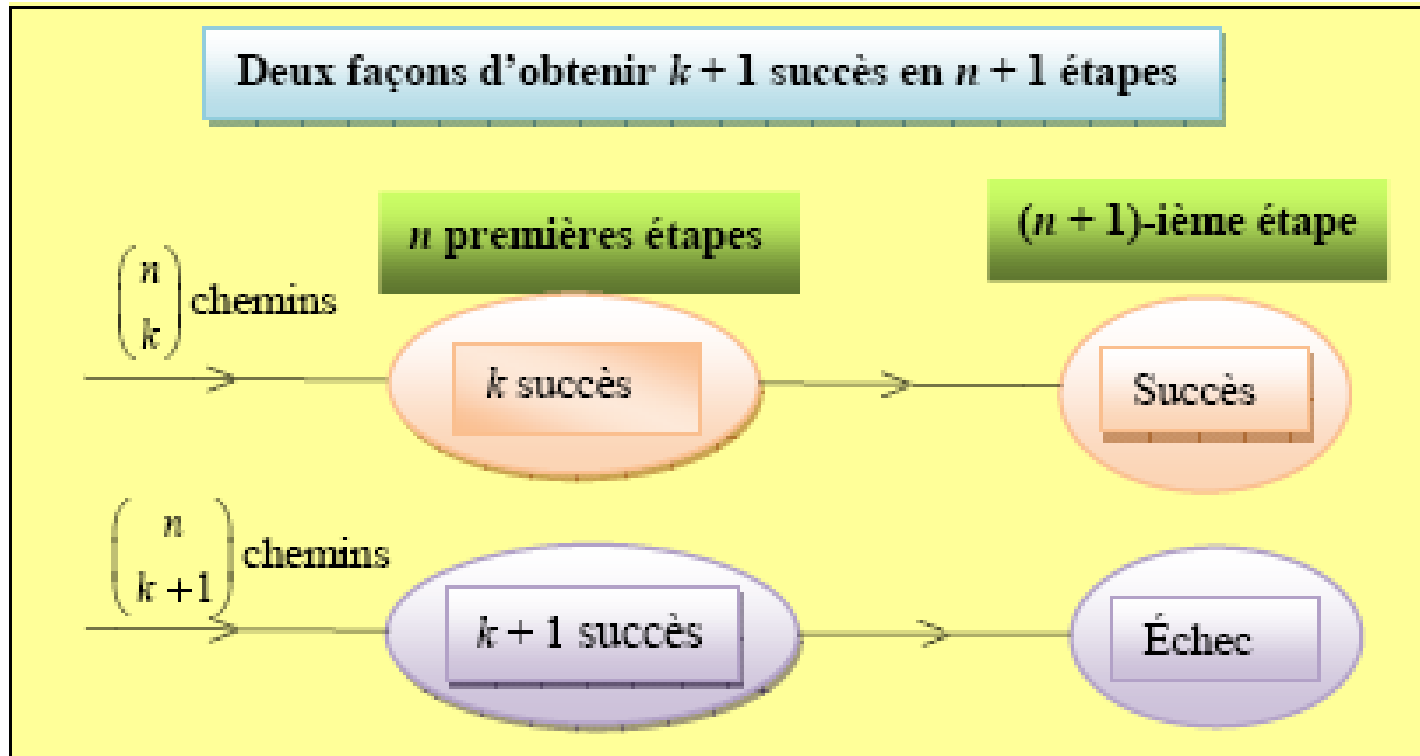 Deux façons d'obtenir k + 1 succès en n + 1 étapes
n premières étapes
(n + 1)-ième étape
(n k) chemins
k succès
Succès
(n k +1) chemins
k + 1 succès
Échec